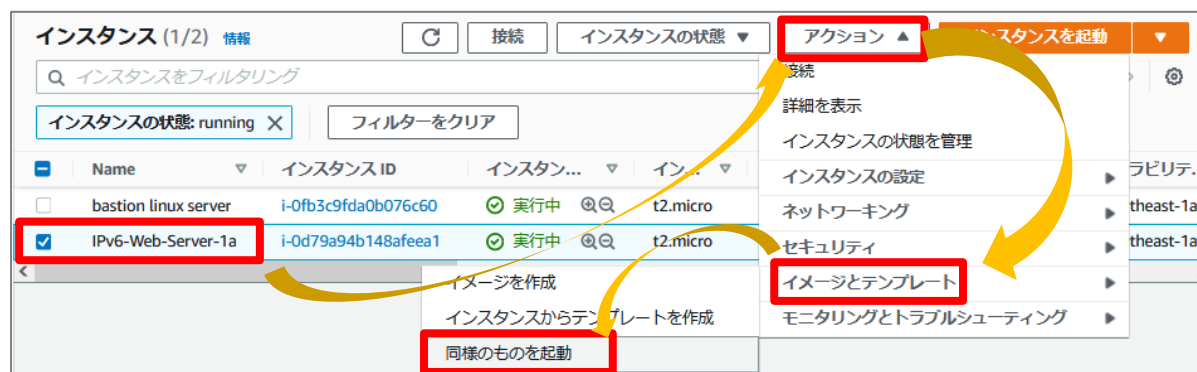 インスタンス (1/2) 情報 接続 インスタンスの状態 ▼ アクション ▲ ンスタンスを起動 ▼
インスタンスをフィルタリング
インスタンスの状態: running × フィルターをクリア
Name インスタンス ID インスタン... イン... ラビリテ.
bastion linux server i-0fb3c9fda0b076c60 実行中 t2.micro theast-1a
IPv6-Web-Server-1a i-0d79a94b148afeea1 実行中 t2.micro theast-1a
接続
詳細を表示
インスタンスの状態を管理
インスタンスの設定
ネットワーキング
セキュリティ
イメージとテンプレート
モニタリングとトラブルシューティング
イメージを作成
インスタンスからテンプレートを作成
同様のものを起動